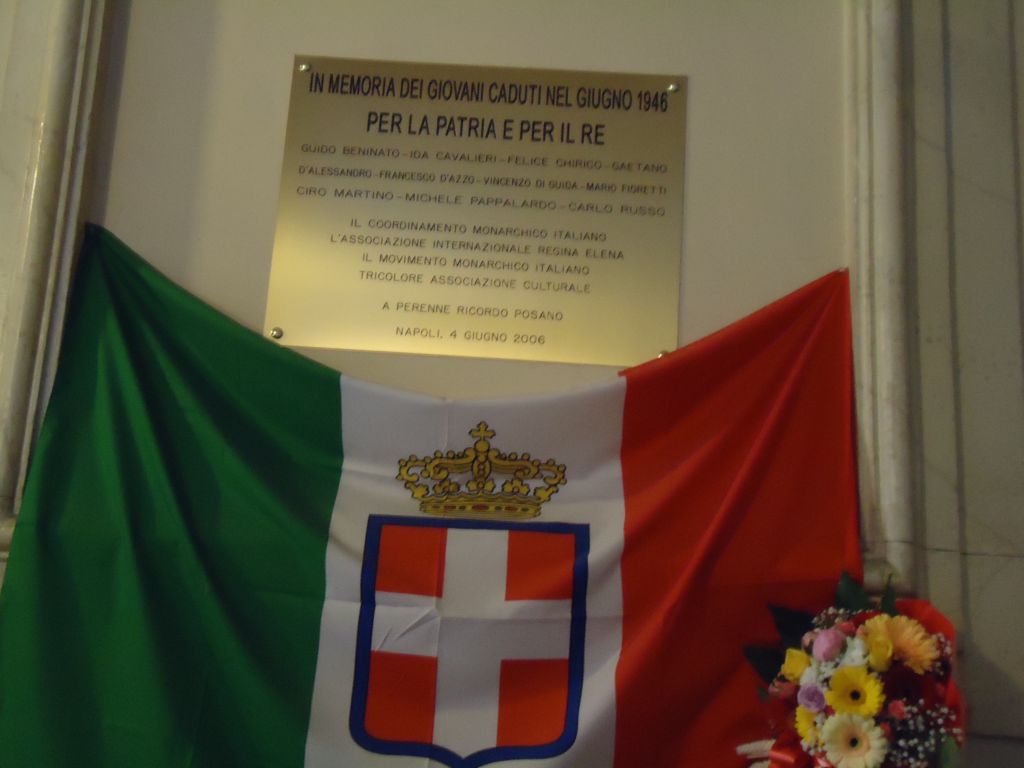 IN MEMORIA DEI GIOVANI CADUTI NEL GIUGNO 1946
PER LA PATRIA E PER IL RE
GUIDO BENINATO - IDA CAVALIERI - FELICE CHIRICO - GAETANO
D'ALESSANDRO - FRANCESCO D'AZZO - VINCENZO DI GUIDA - MARIO FIORETTI
CIRO MARTINO - MICHELE PAPPALARDO - CARLO RUSSO
IL COORDINAMENTO MONARCHICO ITALIANO
L'ASSOCIAZIONE INTERNAZIONALE REGINA ELENA
IL MOVIMENTO MONARCHICO ITALIANO
TRICOLORE ASSOCIAZIONE CULTURALE
A PERENNE RICORDO POSANO
NAPOLI, 4 GIUGNO 2006